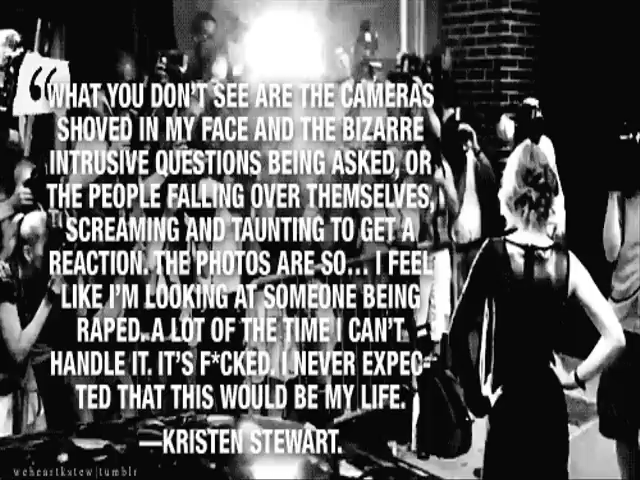 “WHAT YOU DON'T SEE ARE THE CAMERAS
SHOVED IN MY FACE AND THE BIZARRE
INTRUSIVE QUESTIONS BEING ASKED, OR
THE PEOPLE FALLING OVER THEMSELVES,
SCREAMING AND TAUNTING TO GET A
REACTION. THE PHOTOS ARE SO... I FEEL
LIKE I'M LOOKING AT SOMEONE BEING
RAPED. A LOT OF THE TIME I CAN'T
HANDLE IT. IT'S F*CKED. I NEVER EXPEC-
TED THAT THIS WOULD BE MY LIFE.
—KRISTEN STEWART.
weheartkstew|tumblr